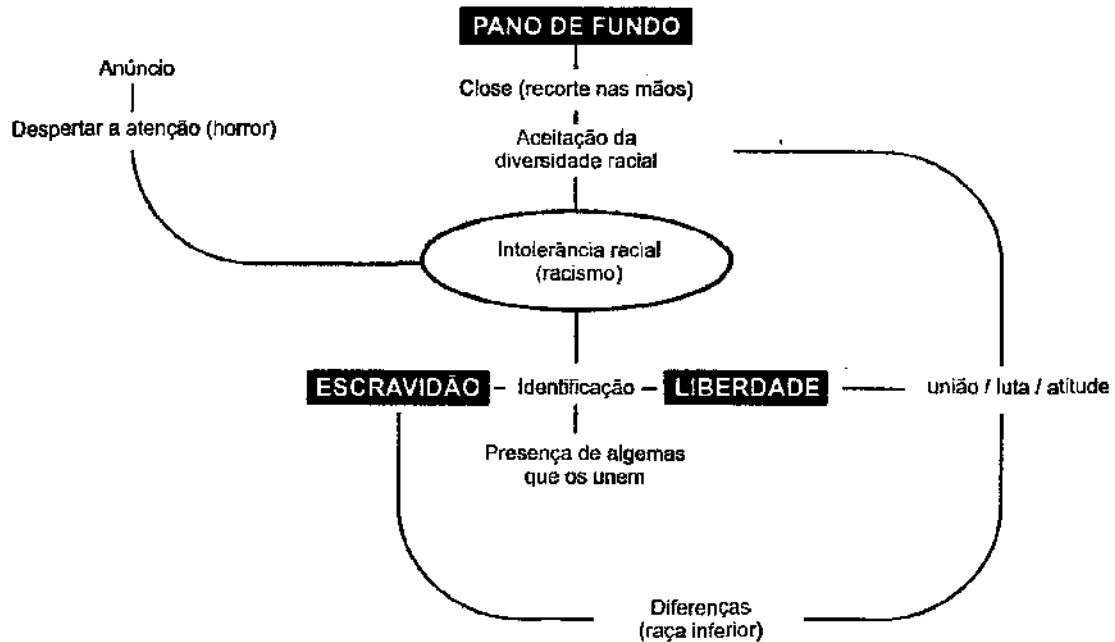 PANO DE FUNDO
Anúncio
Close (recorte nas mãos)
Despertar a atenção (horror)
Aceitação da
diversidade racial
Intolerância racial
(racismo)
ESCRAVIDÃO – Identificação – LIBERDADE — união / luta / atitude
Presença de algemas
que os unem
Diferenças
(raça inferior)